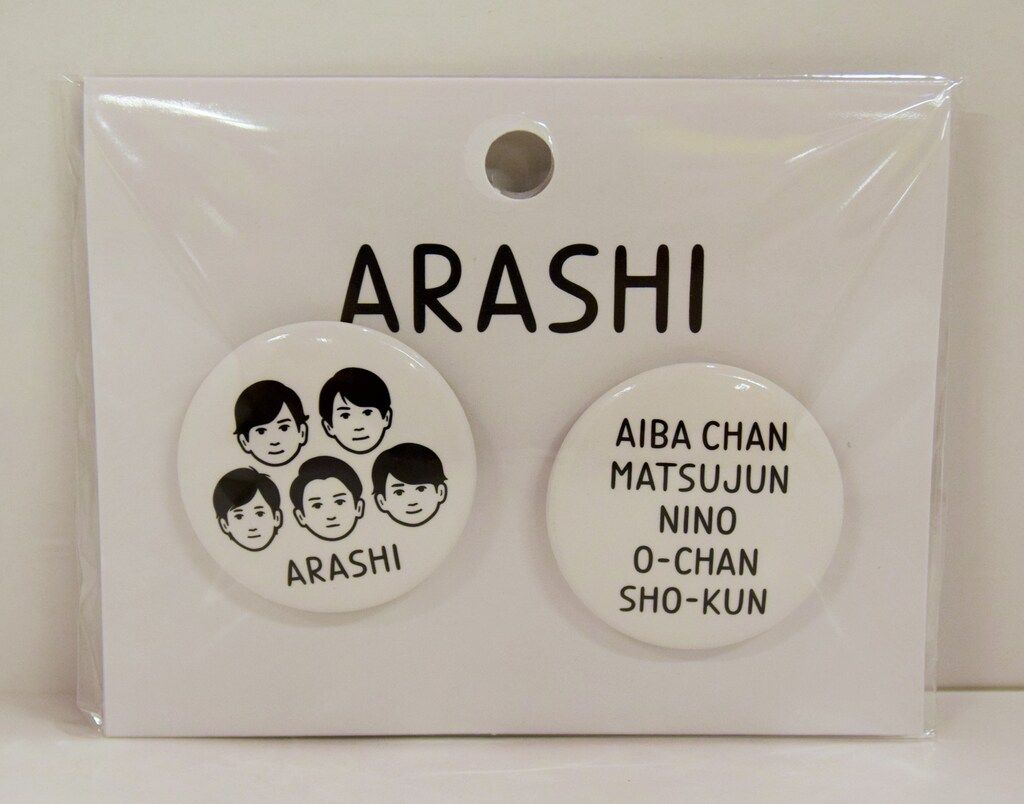 ARASHI
ARASHI
AIBA CHAN
MATSUJUN
NINO
O-CHAN
SHO-KUN